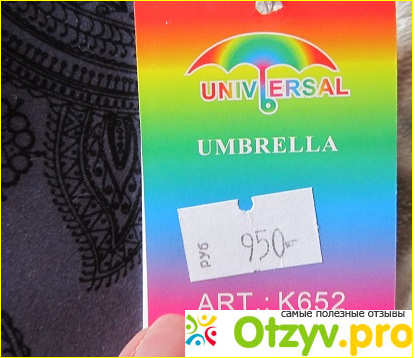 UNIVERSAL
UMBRELLA
руб 950-
ART.: K652
самые полезные отзывы
Otzyv.pro